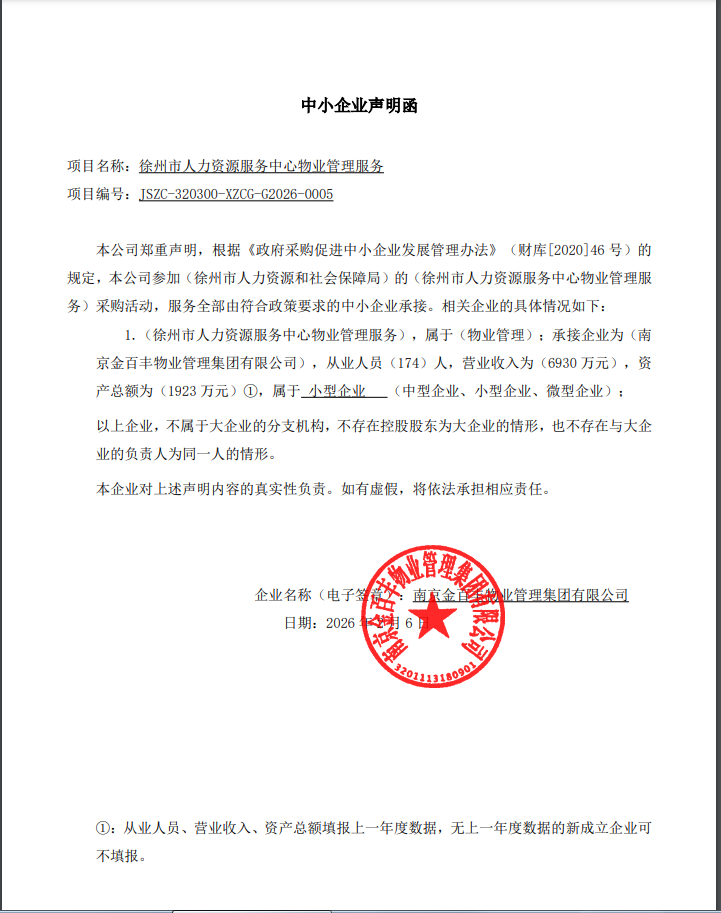 中小企业声明函
项目名称：徐州市人力资源服务中心物业管理服务
项目编号：JSZC-320300-XZCG-G2026-0005
本公司郑重声明，根据《政府采购促进中小企业发展管理办法》（财库[2020]46 号）的
规定，本公司参加（徐州市人力资源和社会保障局）的（徐州市人力资源服务中心物业管理服
务）采购活动，服务全部由符合政策要求的中小企业承接。相关企业的具体情况如下：
1.（徐州市人力资源服务中心物业管理服务），属于（物业管理）；承接企业为（南
京金百丰物业管理集团有限公司），从业人员（174）人，营业收入为（6930 万元），资
产总额为（1923 万元）①，属于 小型企业 （中型企业、小型企业、微型企业）；
以上企业，不属于大企业的分支机构，不存在控股股东为大企业的情形，也不存在与大企
业的负责人为同一人的情形。
本企业对上述声明内容的真实性负责。如有虚假，将依法承担相应责任。
企业名称（电子签章）：南京金百丰物业管理集团有限公司
日期：2026 年 月 6 日
南京金百丰物业管理集团有限公司
3201113180901
①：从业人员、营业收入、资产总额填报上一年度数据，无上一年度数据的新成立企业可
不填报。